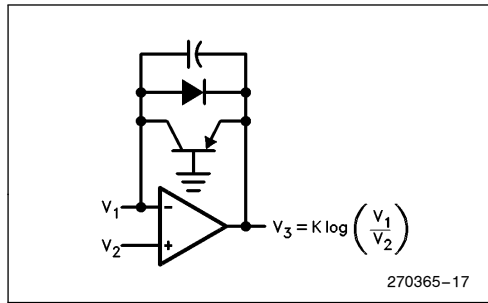 V₁
−
V₂
+
V₃ = K log (V₁/V₂)
270365–17